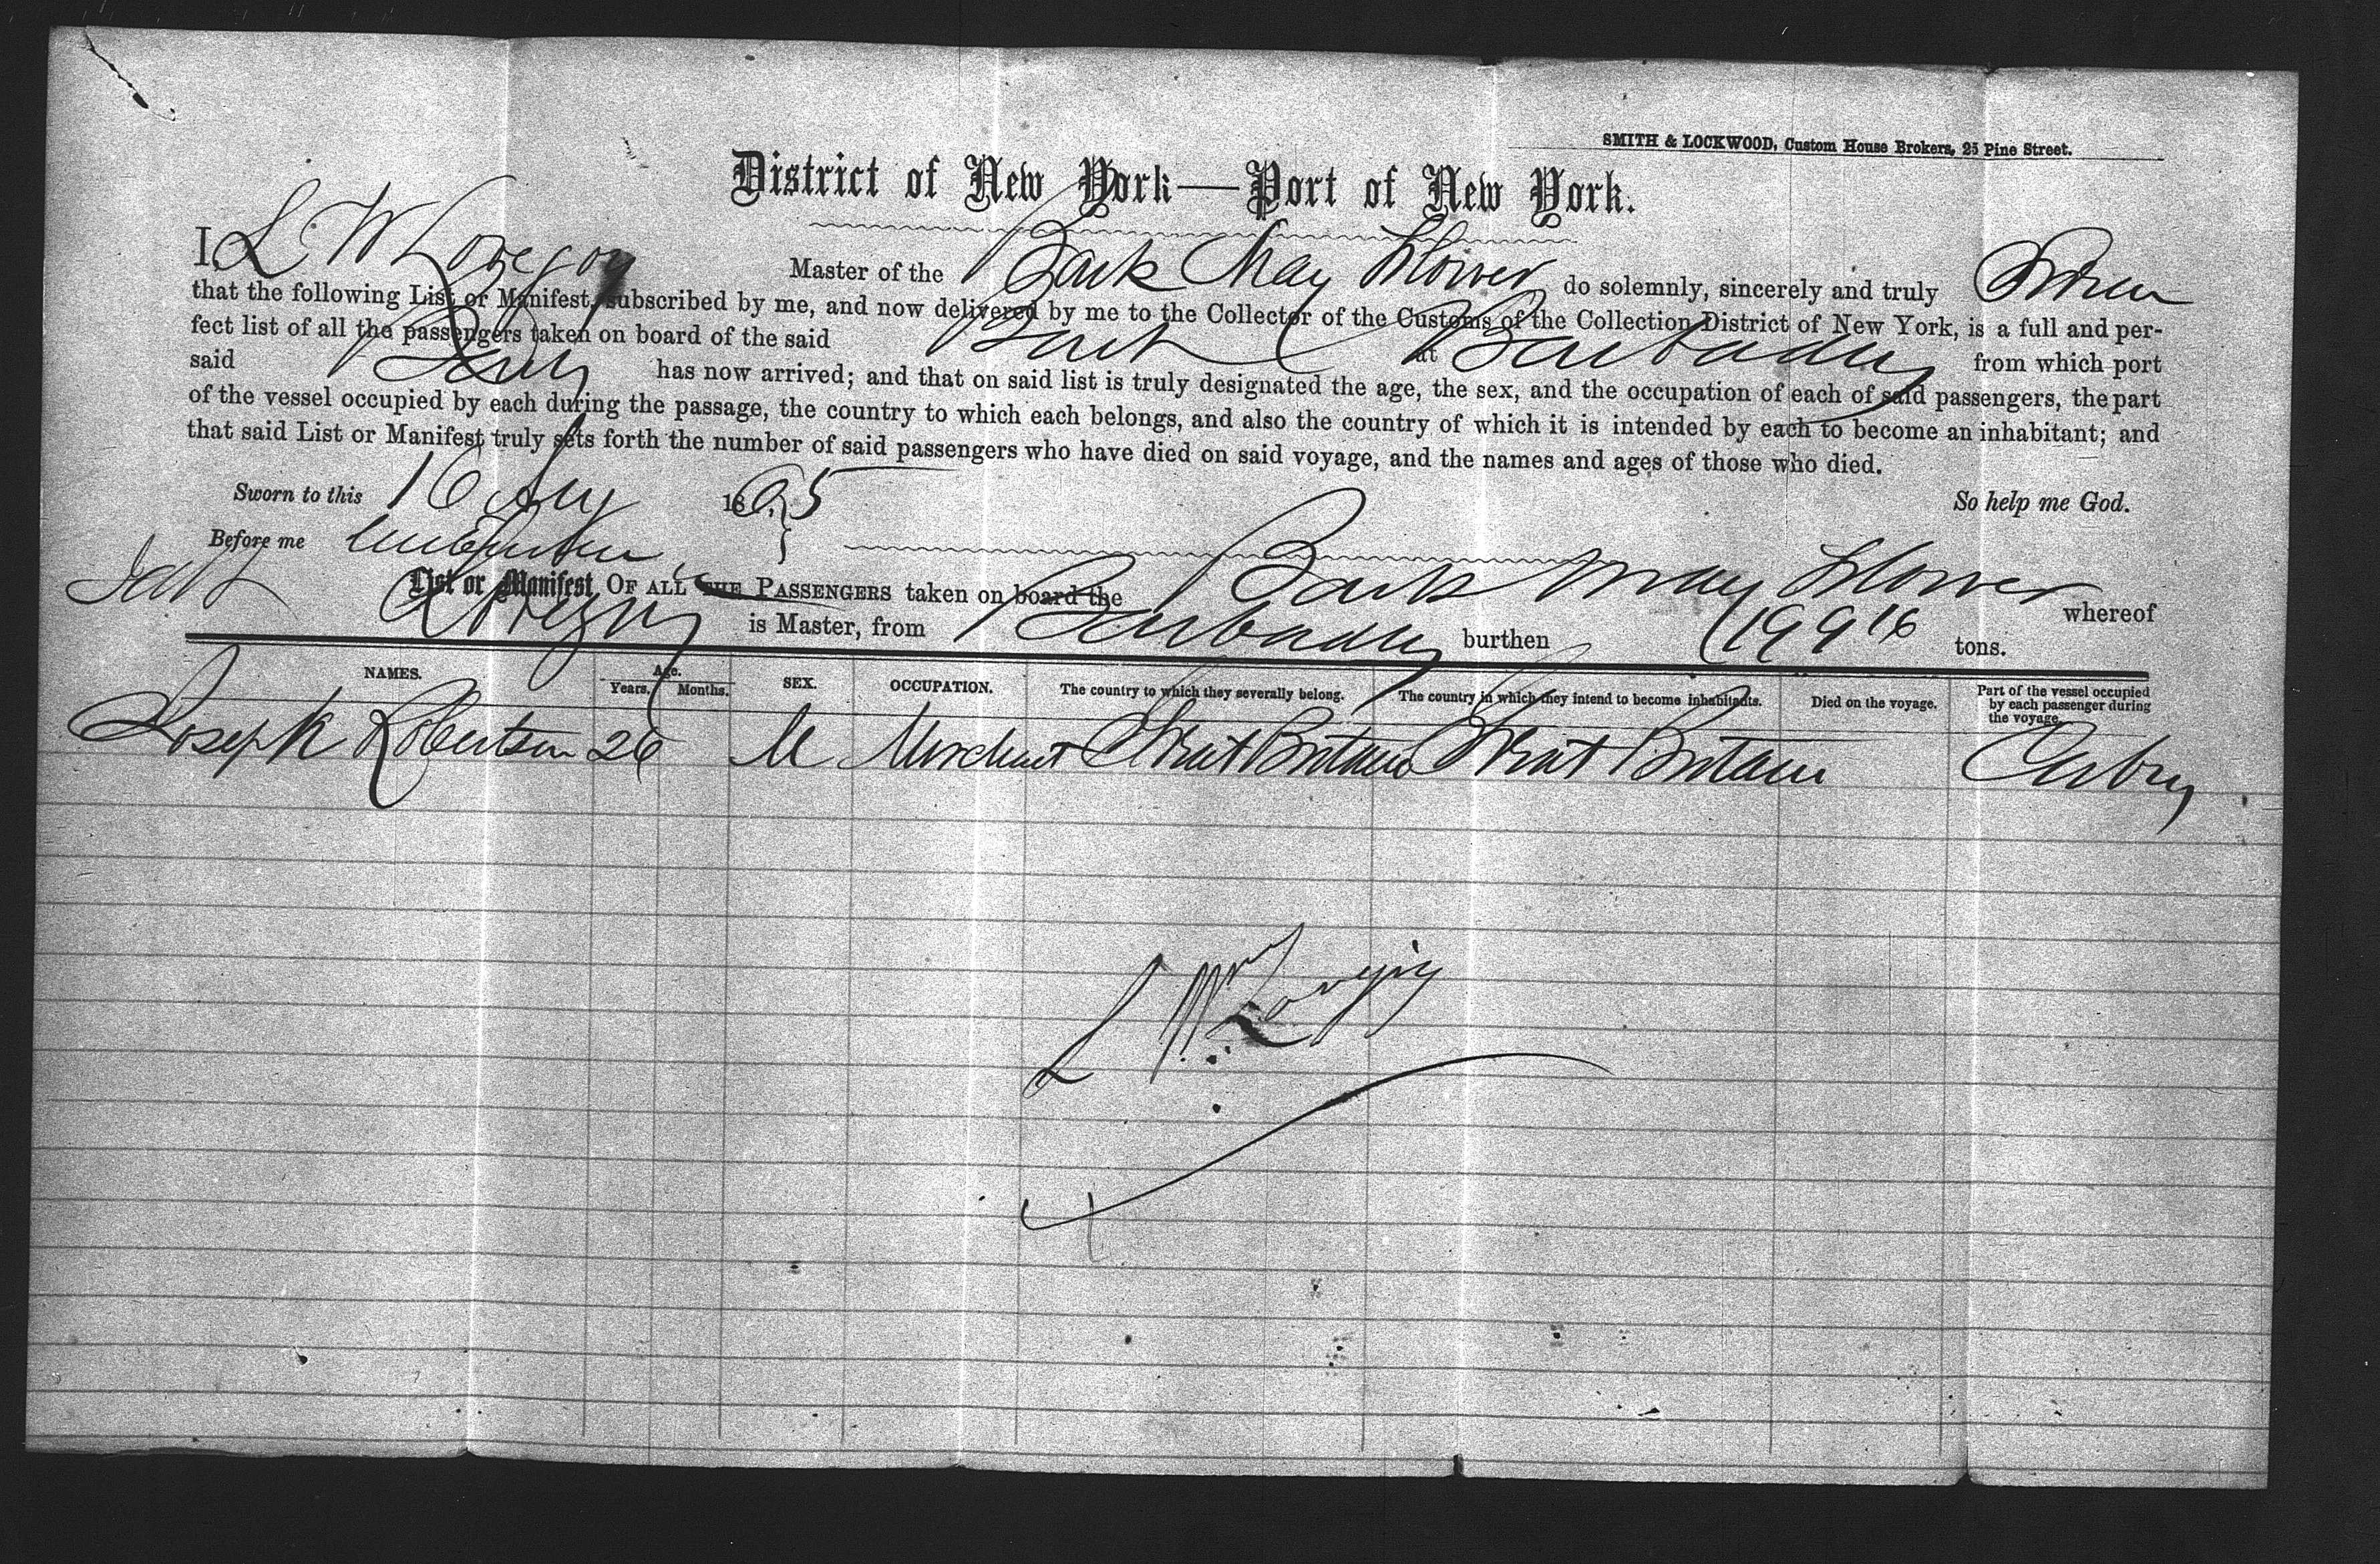 SMITH & LOCKWOOD, Custom House Brokers, 25 Pine Street.
District of New York—Port of New York.
I, L W Master of the Bark May Flower do solemnly, sincerely and truly Swear
that the following List or Manifest, subscribed by me, and now delivered by me to the Collector of the Customs of the Collection District of New York, is a full and per-
fect list of all the passengers taken on board of the said Bark at Barbados from which port
said Bark has now arrived; and that on said list is truly designated the age, the sex, and the occupation of each of said passengers, the part
of the vessel occupied by each during the passage, the country to which each belongs, and also the country of which it is intended by each to become an inhabitant; and
that said List or Manifest truly sets forth the number of said passengers who have died on said voyage, and the names and ages of those who died.
Sworn to this 16 1865 So help me God.
Before me
List or Manifest OF ALL THE PASSENGERS taken on board the Bark May Flower whereof
is Master, from Barbados burthen 199 16 tons.
NAMES. Age. Years. Months. SEX. OCCUPATION. The country to which they severally belong. The country in which they intend to become inhabitants. Died on the voyage. Part of the vessel occupied by each passenger during the voyage.
Joseph Robertson 26 M Merchant Great Britain Great Britain
L W